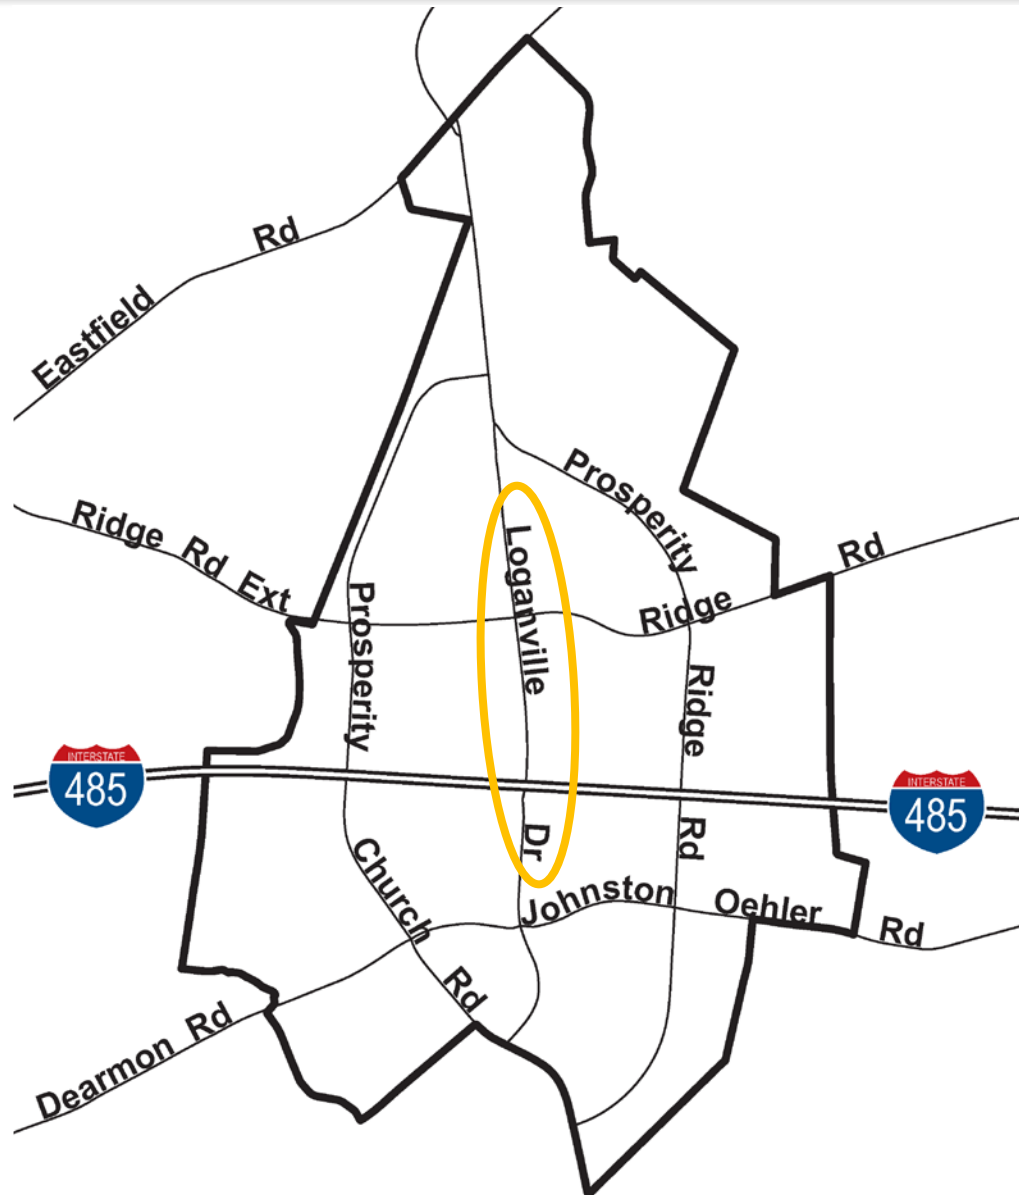 Eastfield Rd
Ridge Rd Ext
Prosperity
Ridge Rd
Loganville Dr
Prosperity Church Rd
Ridge Rd
INTERSTATE
485
INTERSTATE
485
Johnston Oehler Rd
Dearmon Rd